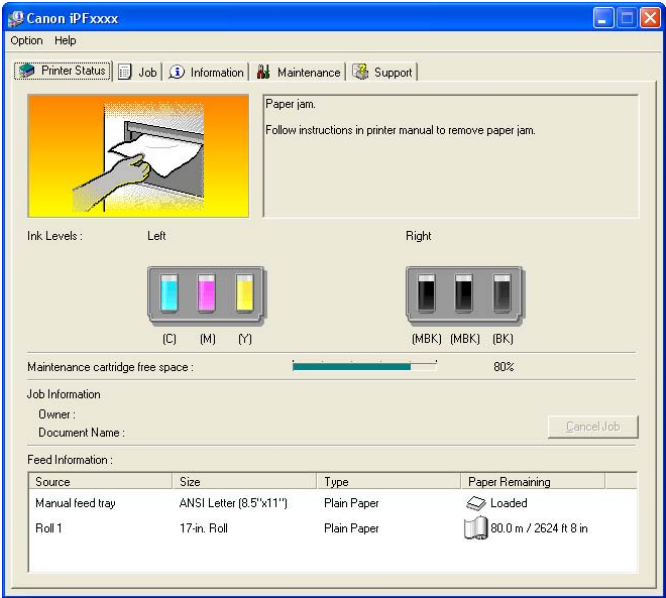 Canon iPFxxxx
Option Help
Printer Status Job Information Maintenance Support
Paper jam.
Follow instructions in printer manual to remove paper jam.
Ink Levels : Left Right
(C) (M) (Y) (MBK) (MBK) (BK)
Maintenance cartridge free space : 80%
Job Information
Owner :
Document Name :
Cancel Job
Feed Information :
Source Size Type Paper Remaining
Manual feed tray ANSI Letter (8.5"x11") Plain Paper Loaded
Roll 1 17-in. Roll Plain Paper 80.0 m / 2624 ft 8 in